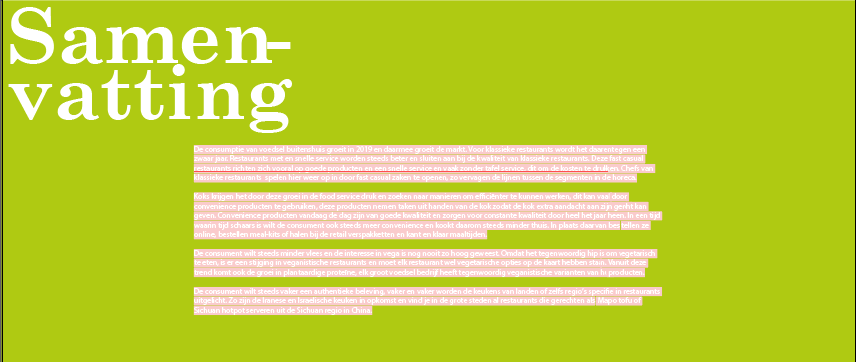 Samen-
vatting
De consumptie van voedsel buitenshuis groeit in 2019 en daarmee groeit de markt. Voor klassieke restaurants wordt het daarentegen een
zwaar jaar. Restaurants met en snelle service worden steeds beter en sluiten aan bij de kwaliteit van klassieke restaurants. Deze fast casual
restaurants richten zich vooral op goede producten en een snelle service en vaak zonder tafel service, dit om de kosten te drukken. Chefs van
klassieke restaurants spelen hier weer op in door fast casual zaken te openen, zo vervagen de lijnen tussen de segmenten in de horeca.
Koks krijgen het door deze groei in de food service druk en zoeken naar manieren om efficiënter te kunnen werken, dit kan vaal door
convenience producten te gebruiken, deze producten nemen taken uit handen van de kok zodat de kok extra aandacht aan zijn gerecht kan
geven. Convenience producten vandaag de dag zijn van goede kwaliteit en zorgen voor constante kwaliteit door heel het jaar heen. In een tijd
waarin tijd schaars is wilt de consument ook steeds meer convenience en kookt daarom steeds minder thuis. In plaats daarvan bestellen ze
online, bestellen meal-kits of halen bij de retail verspakketten en kant en klaar maaltijden.
De consument wilt steeds minder vlees en de interesse in vega is nog nooit zo hoog geweest. Omdat het tegenwoordig hip is om vegetarisch
te eten, is er een stijging in veganistische restaurants en moet elk restaurant wel vegetarische opties op de kaart hebben staan. Vanuit deze
trend komt ook de groei in plantaardige proteïne, elk groot voedsel bedrijf heeft tegenwoordig veganistische varianten van hi producten.
De consument wilt steeds vaker een authentieke beleving, vaker en vaker worden de keukens van landen of zelfs regio's specifie in restaurants
uitgelicht. Zo zijn de Iranese en Israelische keuken in opkomst en vind je in de grote steden al restaurants die gerechten als Mapo tofu of
Sichuan hotpot serveren uit de Sichuan regio in China.